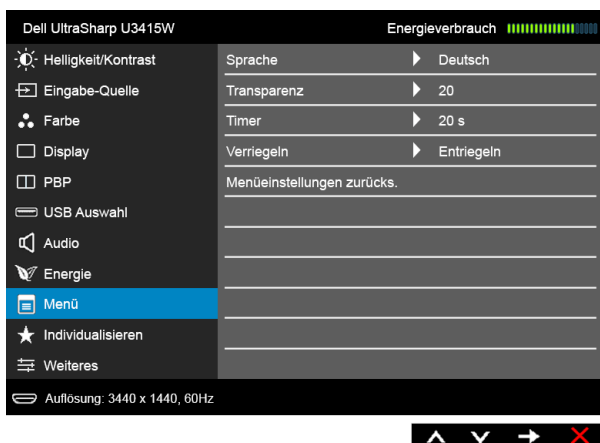 Dell UltraSharp U3415W Energieverbrauch
Helligkeit/Kontrast Sprache Deutsch
Eingabe-Quelle Transparenz 20
Farbe Timer 20 s
Display Verriegeln Entriegeln
PBP Menüeinstellungen zurücks.
USB Auswahl
Audio
Energie
Menü
Individualisieren
Weiteres
Auflösung: 3440 x 1440, 60Hz